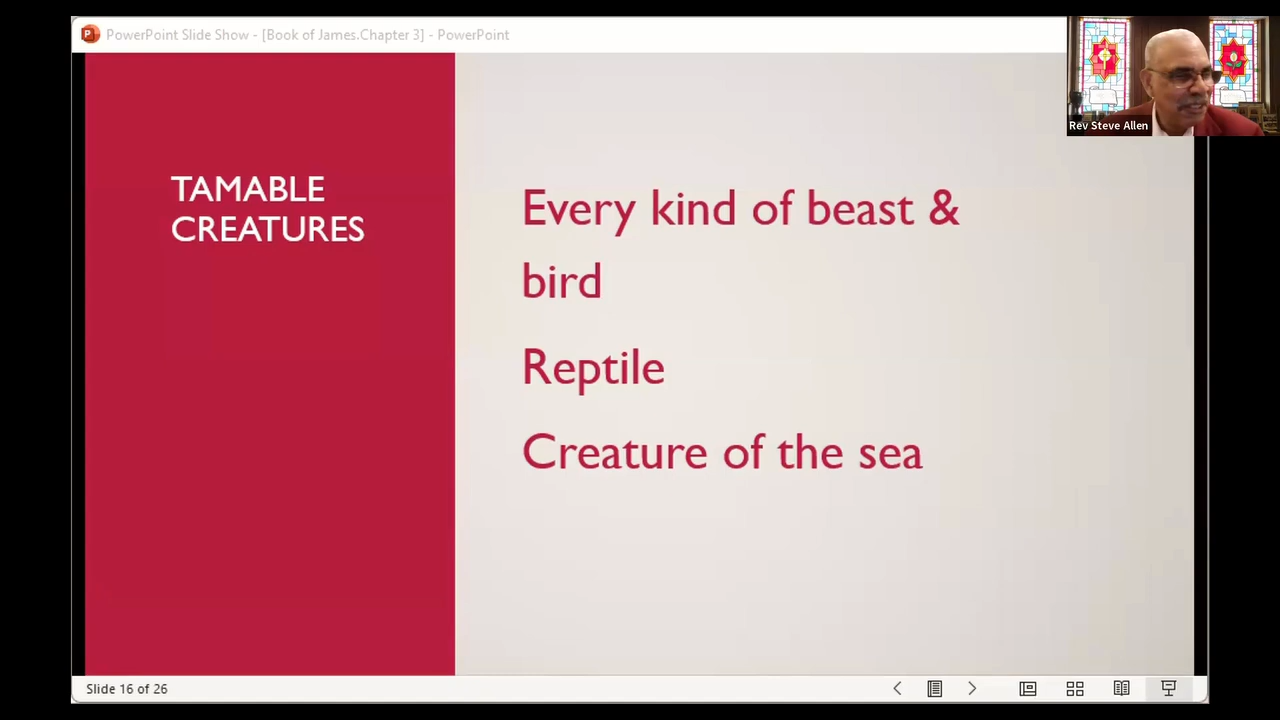 PowerPoint Slide Show - [Book of James.Chapter 3] - PowerPoint
Rev Steve Allen
TAMABLE
CREATURES
Every kind of beast &
bird
Reptile
Creature of the sea
Slide 16 of 26